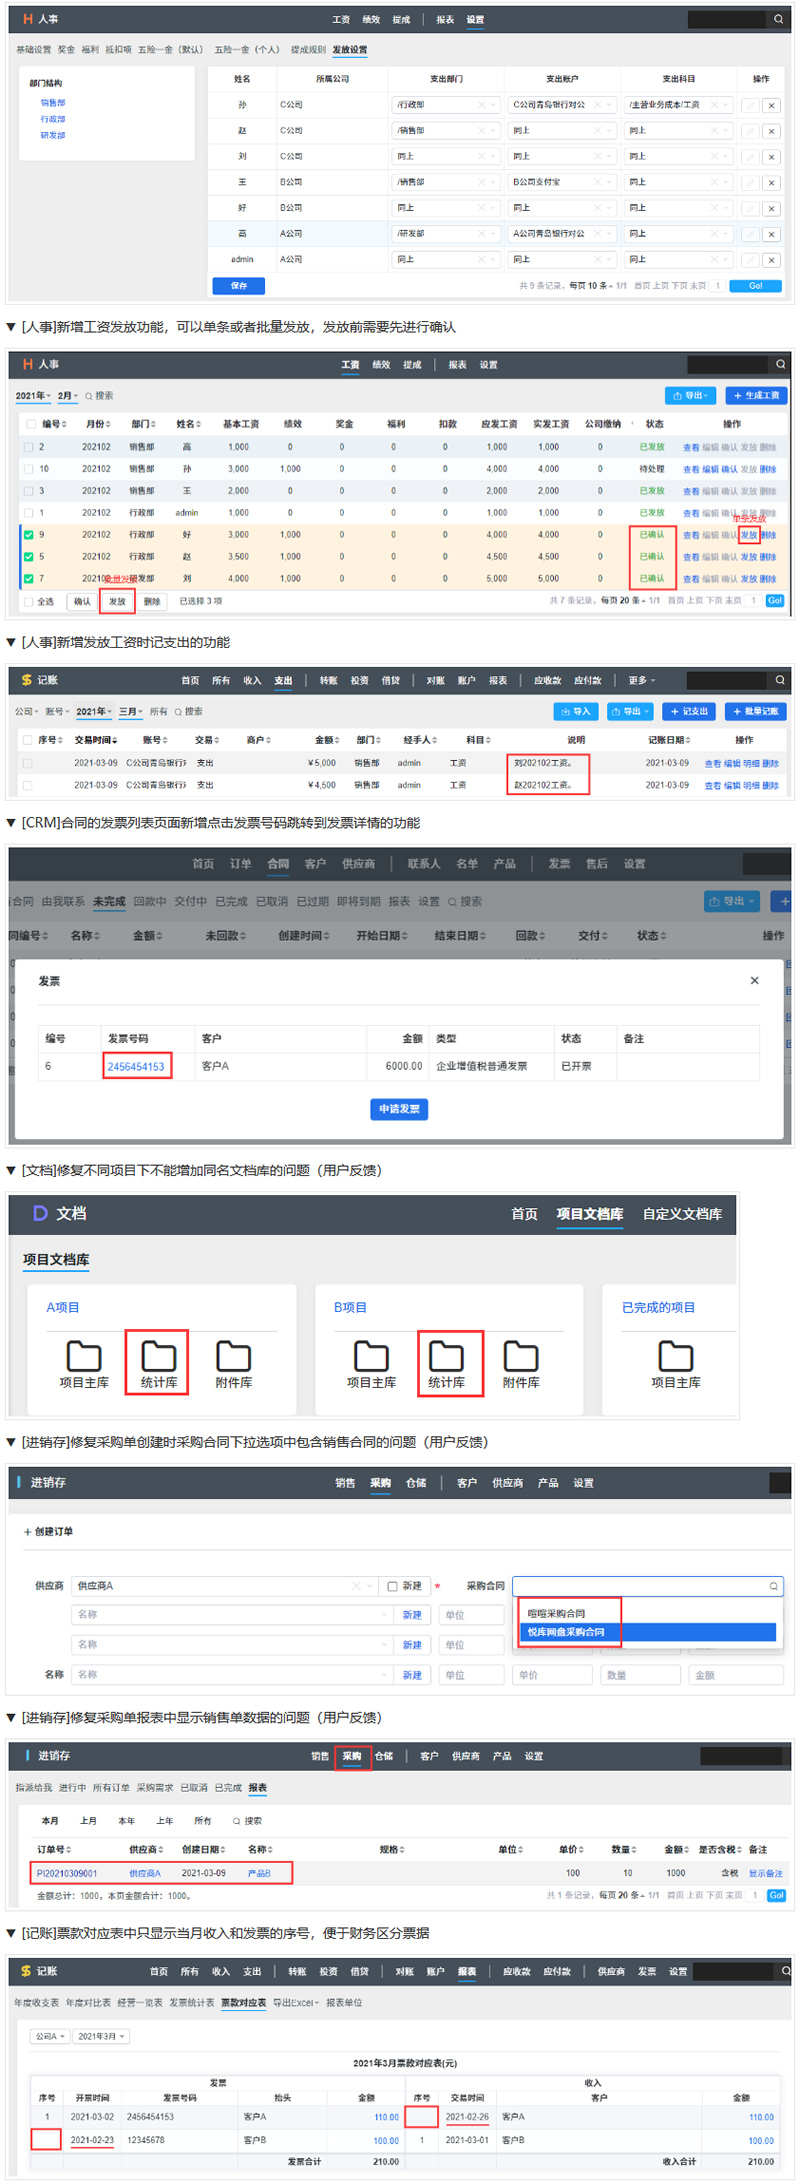 H 人事 工资 绩效 提成 报表 设置
基础设置 奖金 福利 抵扣项 五险一金（默认） 五险一金（个人） 提成规则 发放设置
部门结构
销售部
行政部
研发部
姓名 所属公司 支出部门 支出账户 支出科目 操作
孙 C公司 /行政部 C公司青岛银行对公 /主营业务成本/工资
赵 C公司 /销售部 同上 同上
刘 C公司 同上 同上 同上
王 B公司 /销售部 B公司支付宝 同上
好 B公司 同上 同上 同上
高 A公司 /研发部 A公司青岛银行对公 同上
admin A公司 同上 同上 同上
保存 共 9 条记录，每页 10 条 1/1 首页 上页 下页 末页 1 Go!
▼ [人事]新增工资发放功能，可以单条或者批量发放，发放前需要先进行确认
H 人事 工资 绩效 提成 报表 设置
2021年 2月 搜索 导出 + 生成工资
编号 月份 部门 姓名 基本工资 绩效 奖金 福利 扣款 应发工资 实发工资 公司缴纳 状态 操作
2 202102 销售部 高 1,000 0 0 0 0 1,000 1,000 0 已发放 查看 编辑 确认 发放 删除
10 202102 销售部 孙 3,000 1,000 0 0 0 4,000 4,000 0 待处理 查看 编辑 确认 发放 删除
3 202102 销售部 王 2,000 0 0 0 0 2,000 2,000 0 已发放 查看 编辑 确认 发放 删除
1 202102 行政部 admin 1,000 0 0 0 0 1,000 1,000 0 已发放 查看 编辑 确认 发放 删除
单条发放
9 202102 行政部 好 3,000 1,000 0 0 0 4,000 4,000 0 已确认 查看 编辑 确认 发放 删除
5 202102 行政部 赵 3,500 1,000 0 0 0 4,500 4,500 0 已确认 查看 编辑 确认 发放 删除
7 202102 研发部 刘 4,000 1,000 0 0 0 5,000 5,000 0 已确认 查看 编辑 确认 发放 删除
批量发放
全选 确认 发放 删除 已选择 3 项 共 7 条记录，每页 20 条 1/1 首页 上页 下页 末页 1 Go!
▼ [人事]新增发放工资时记支出的功能
$ 记账 首页 所有 收入 支出 转账 投资 借贷 对账 账户 报表 应收款 应付款 更多
公司 账号 2021年 三月 所有 搜索 导入 导出 + 记支出 + 批量记账
序号 交易时间 账号 交易 商户 金额 部门 经手人 科目 说明 记账日期 操作
2021-03-09 C公司青岛银行 支出 ¥5,000 销售部 admin 工资 刘202102工资。 2021-03-09 查看 编辑 明细 删除
2021-03-09 C公司青岛银行 支出 ¥4,500 销售部 admin 工资 赵202102工资。 2021-03-09 查看 编辑 明细 删除
▼ [CRM]合同的发票列表页面新增点击发票号码跳转到发票详情的功能
首页 订单 合同 客户 供应商 联系人 名单 产品 发票 售后 设置
合同 由我联系 未完成 回款中 交付中 已完成 已取消 已过期 即将到期 报表 设置 搜索 导出 +
同编号 名称 金额 未回款 创建时间 开始日期 结束日期 回款 交付 状态 操作
发票 ×
编号 发票号码 客户 金额 类型 状态 备注
6 2456454153 客户A 6000.00 企业增值税普通发票 已开票
申请发票
▼ [文档]修复不同项目下不能增加同名文档库的问题（用户反馈）
D 文档 首页 项目文档库 自定义文档库
项目文档库
A项目 B项目 已完成的项目
项目主库 统计库 附件库 项目主库 统计库 附件库 项目主库
▼ [进销存]修复采购单创建时采购合同下拉选项中包含销售合同的问题（用户反馈）
I 进销存 销售 采购 仓储 客户 供应商 产品 设置
+ 创建订单
供应商 供应商A 新建 * 采购合同
名称 新建 单位 喧喧采购合同
悦库网盘采购合同
名称 新建 单位
名称 名称 新建 单位 单价 数量 金额
▼ [进销存]修复采购单报表中显示销售单数据的问题（用户反馈）
I 进销存 销售 采购 仓储 客户 供应商 产品 设置
指派给我 进行中 所有订单 采购需求 已取消 已完成 报表
本月 上月 本年 上年 所有 搜索
订单号 供应商 创建日期 名称 规格 单位 单价 数量 金额 是否含税 备注
PI20210309001 供应商A 2021-03-09 产品B 100 10 1000 含税 显示备注
金额总计：1000，本页金额合计：1000。 共 1 条记录，每页 20 条 1/1 首页 上页 下页 末页 1 Go!
▼ [记账]票款对应表中只显示当月收入和发票的序号，便于财务区分票据
$ 记账 首页 所有 收入 支出 转账 投资 借贷 对账 账户 报表 应收款 应付款 供应商 发票 设置
年度收支表 年度对比表 经营一览表 发票统计表 票款对应表 导出Excel 报表单位
公司A 2021年3月
2021年3月票款对应表(元)
发票 收入
序号 开票时间 发票号码 抬头 金额 序号 交易时间 客户 金额
1 2021-03-02 2456454153 客户A 110.00 2021-02-26 客户A 110.00
2021-02-23 12345678 客户B 100.00 1 2021-03-01 客户B 100.00
发票合计 210.00 收入合计 210.00